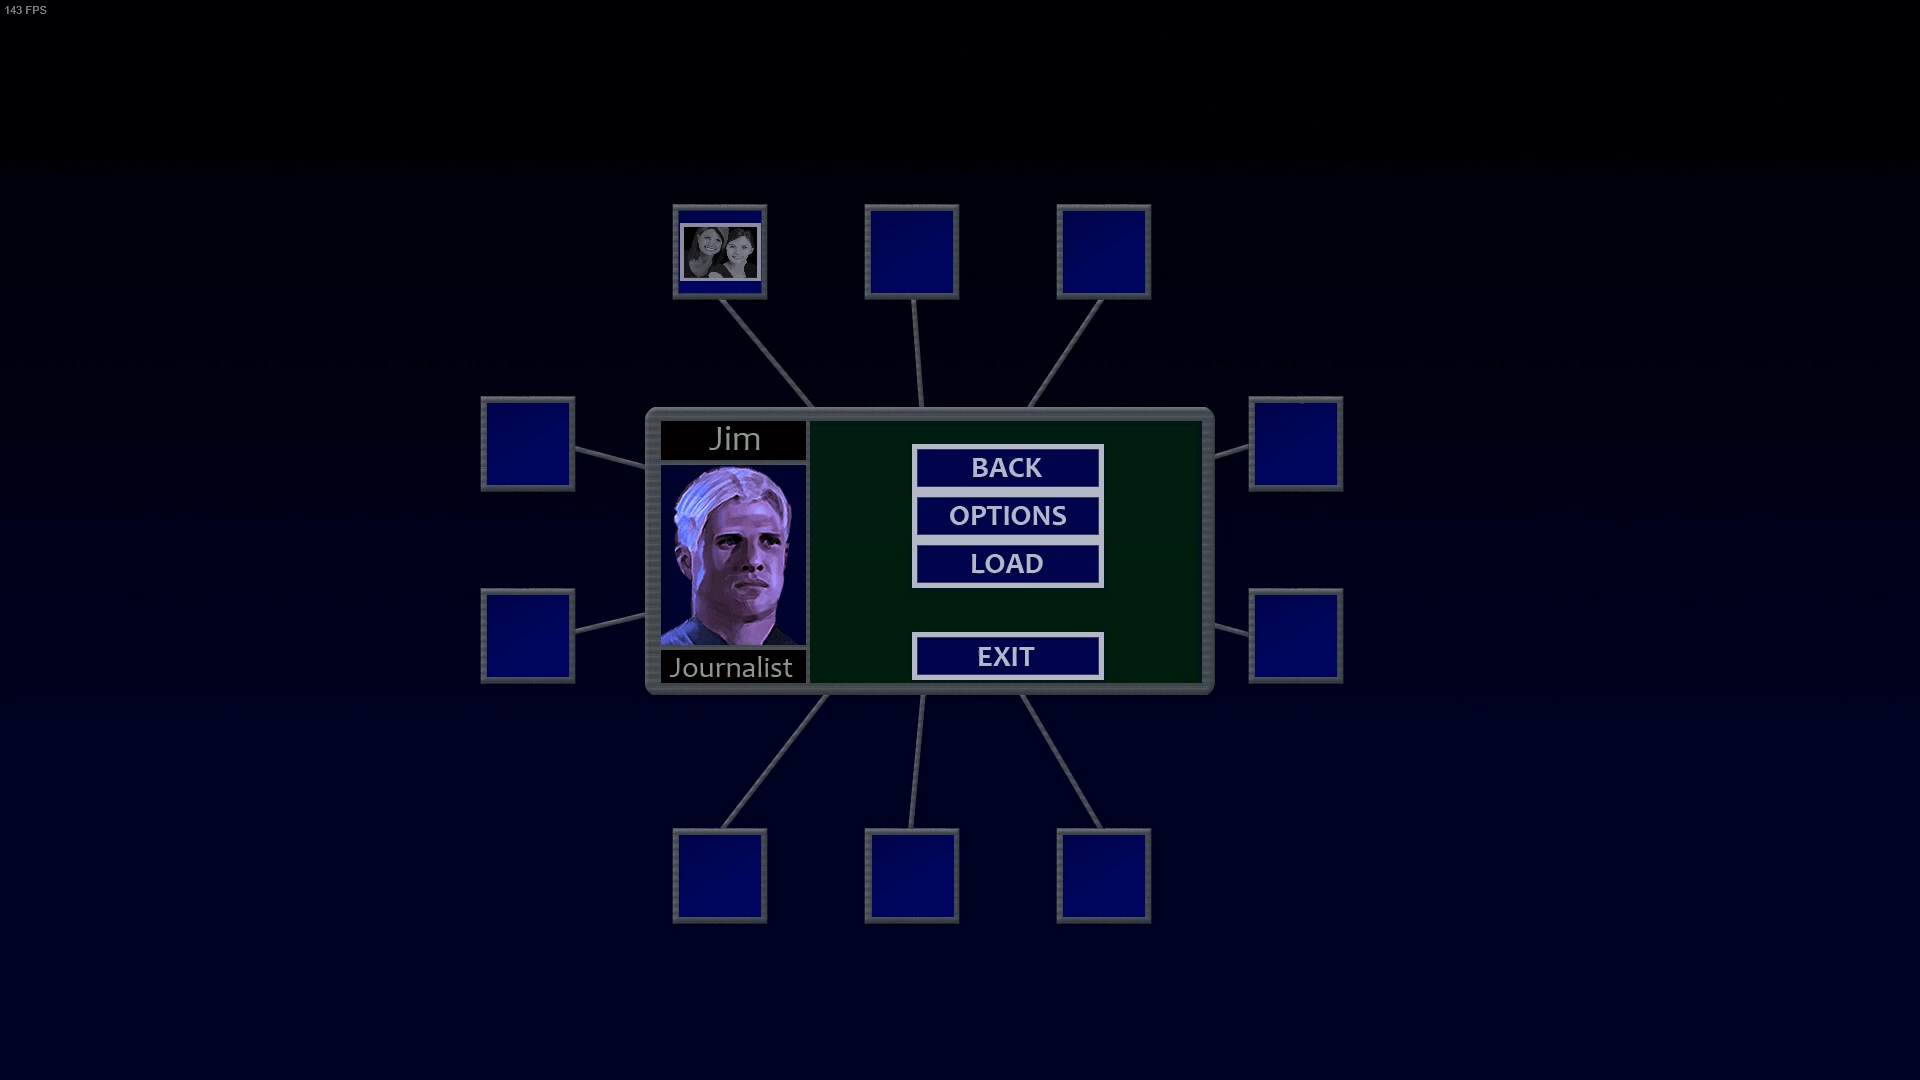 143 FPS
Jim
BACK
OPTIONS
LOAD
EXIT
Journalist